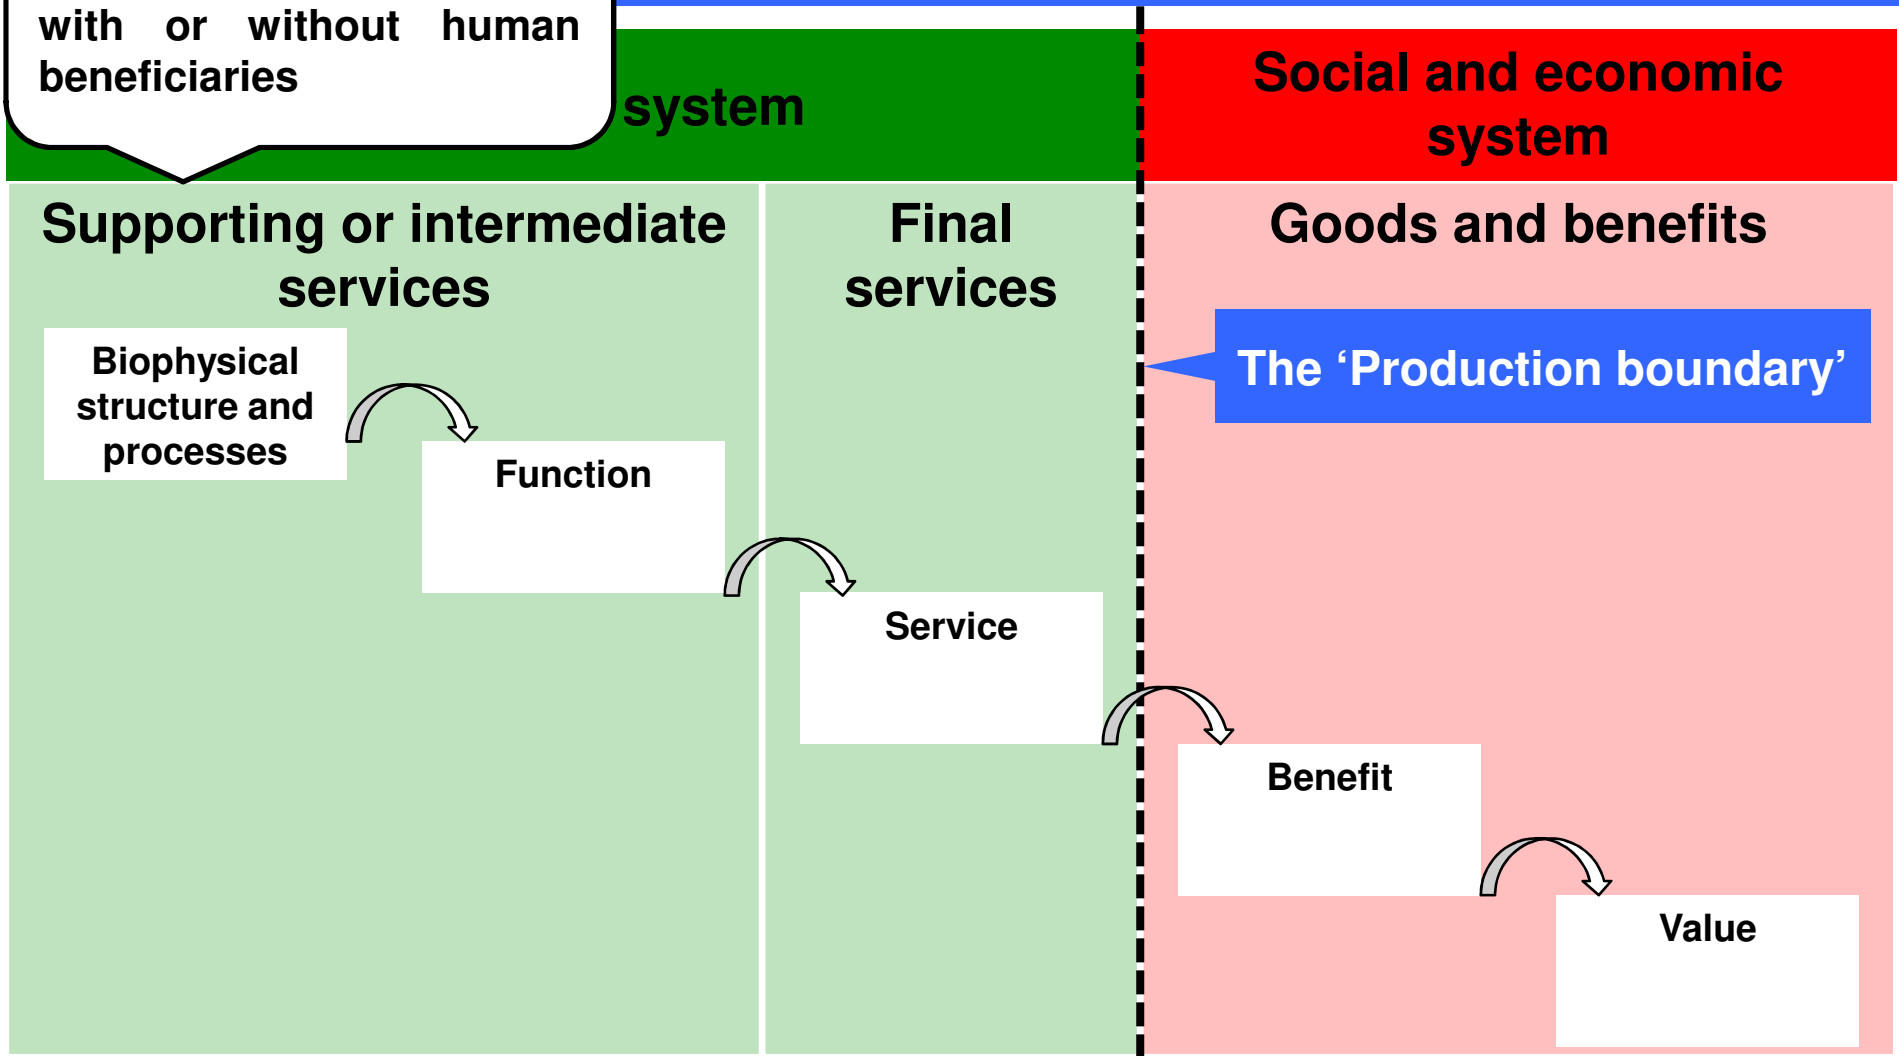 with or without human
beneficiaries
system
Social and economic
system
Supporting or intermediate
services
Final
services
Goods and benefits
The ‘Production boundary’
Biophysical
structure and
processes
Function
Service
Benefit
Value